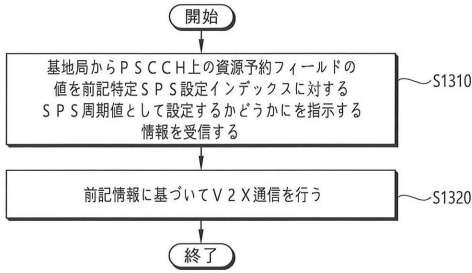 開始
基地局からPSCCH上の資源予約フィールドの
値を前記特定SPS設定インデックスに対する
SPS周期値として設定するかどうかにを指示する
情報を受信する
S1310
前記情報に基づいてV2X通信を行う
S1320
終了